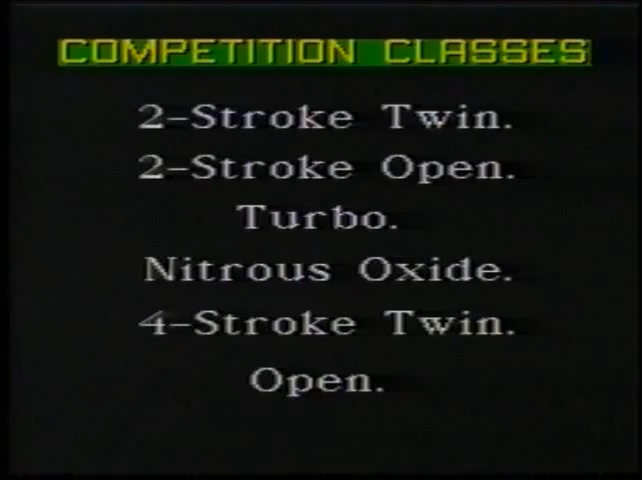 COMPETITION CLASSES
2-Stroke Twin.
2-Stroke Open.
Turbo.
Nitrous Oxide.
4-Stroke Twin.
Open.